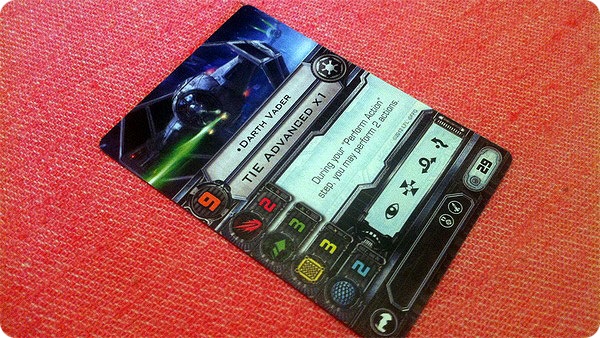 •DARTH VADER
TIE ADVANCED X1
9
2
3
3
2
During your "Perform Action"
step, you may perform 2 actions.
29